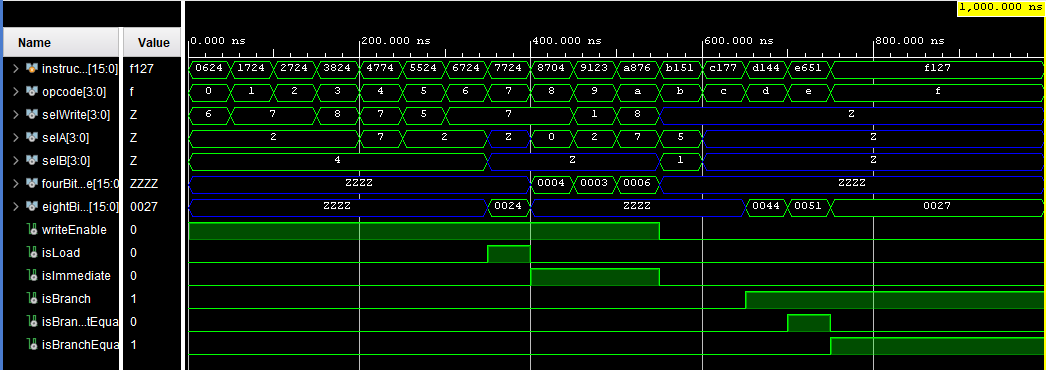 1,000.000 ns
Name Value 0.000 ns 200.000 ns 400.000 ns 600.000 ns 800.000 ns
instruc...[15:0] f127 0624 1724 2724 3824 4774 5524 6724 7724 8704 9123 a876 b151 c177 d144 e651 f127
opcode[3:0] f 0 1 2 3 4 5 6 7 8 9 a b c d e f
selWrite[3:0] Z 6 7 8 7 5 7 1 8 Z
selA[3:0] Z 2 7 2 Z 0 2 7 5 Z
selB[3:0] Z 4 Z 1 Z
fourBit...e[15:0] ZZZZ ZZZZ 0004 0003 0006 ZZZZ
eightBi...[15:0] 0027 ZZZZ 0024 ZZZZ 0044 0051 0027
writeEnable 0
isLoad 0
isImmediate 0
isBranch 1
isBran...tEqua 0
isBranchEqua 1